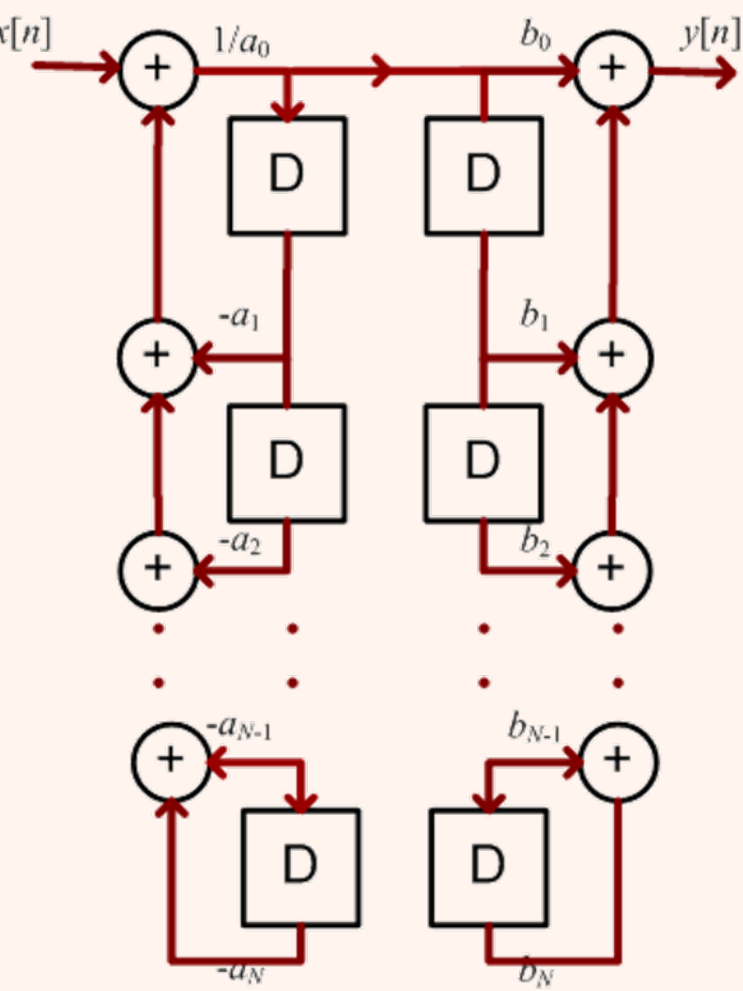 x[n] 1/a0 b0 y[n]
+ +
D D
-a1 b1
+ +
D D
-a2 b2
+ +
-aN-1 bN-1
+ +
D D
-aN bN